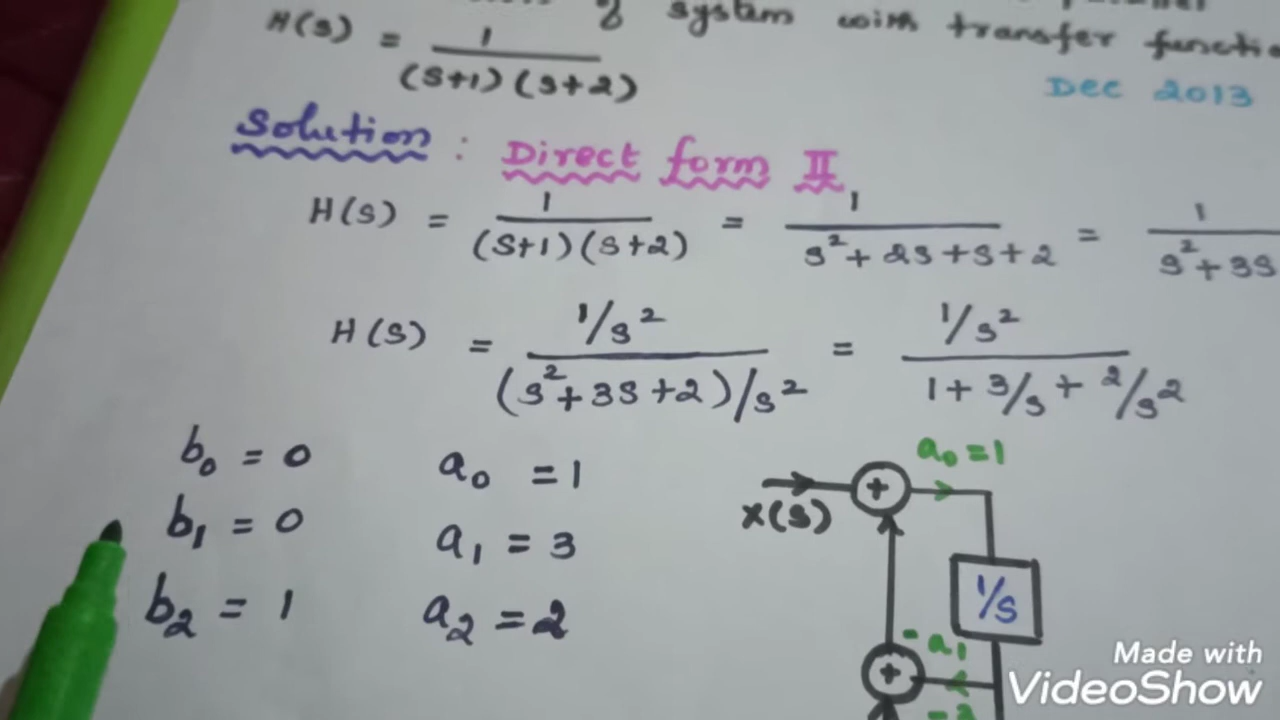 of system with transfer functio
H(s) = 1 / (s+1)(s+2)
Dec 2013
Solution : Direct form II
H(s) = 1 / (s+1)(s+2) = 1 / s² + 2s + s + 2 = 1 / s² + 3s
H(s) = 1/s² / (s² + 3s + 2)/s² = 1/s² / 1 + 3/s + 2/s²
b₀ = 0 a₀ = 1
b₁ = 0 a₁ = 3
b₂ = 1 a₂ = 2
a₀ = 1
+
X(s)
1/s
-a₁
+
Made with
VideoShow